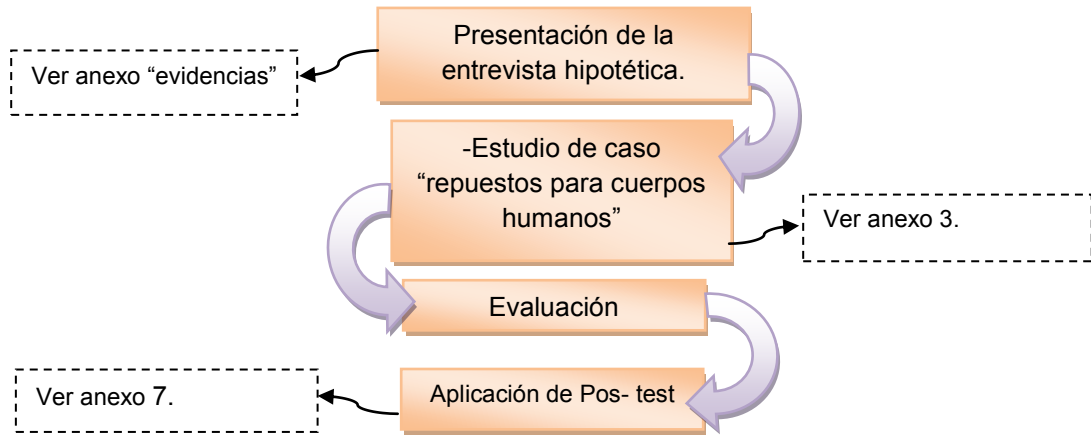 Presentación de la
entrevista hipotética.
Ver anexo “evidencias”
-Estudio de caso
“repuestos para cuerpos
humanos”
Ver anexo 3.
Evaluación
Aplicación de Pos- test
Ver anexo 7.